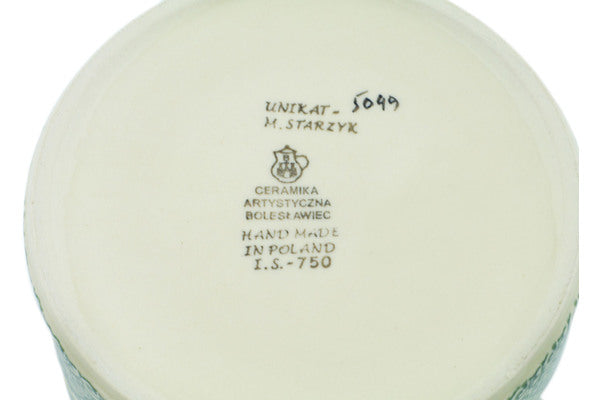 UNIKAT- 5099
M. STARZYK
CERAMIKA
ARTYSTYCZNA
BOLESŁAWIEC
HAND MADE
IN POLAND
I.S.-750